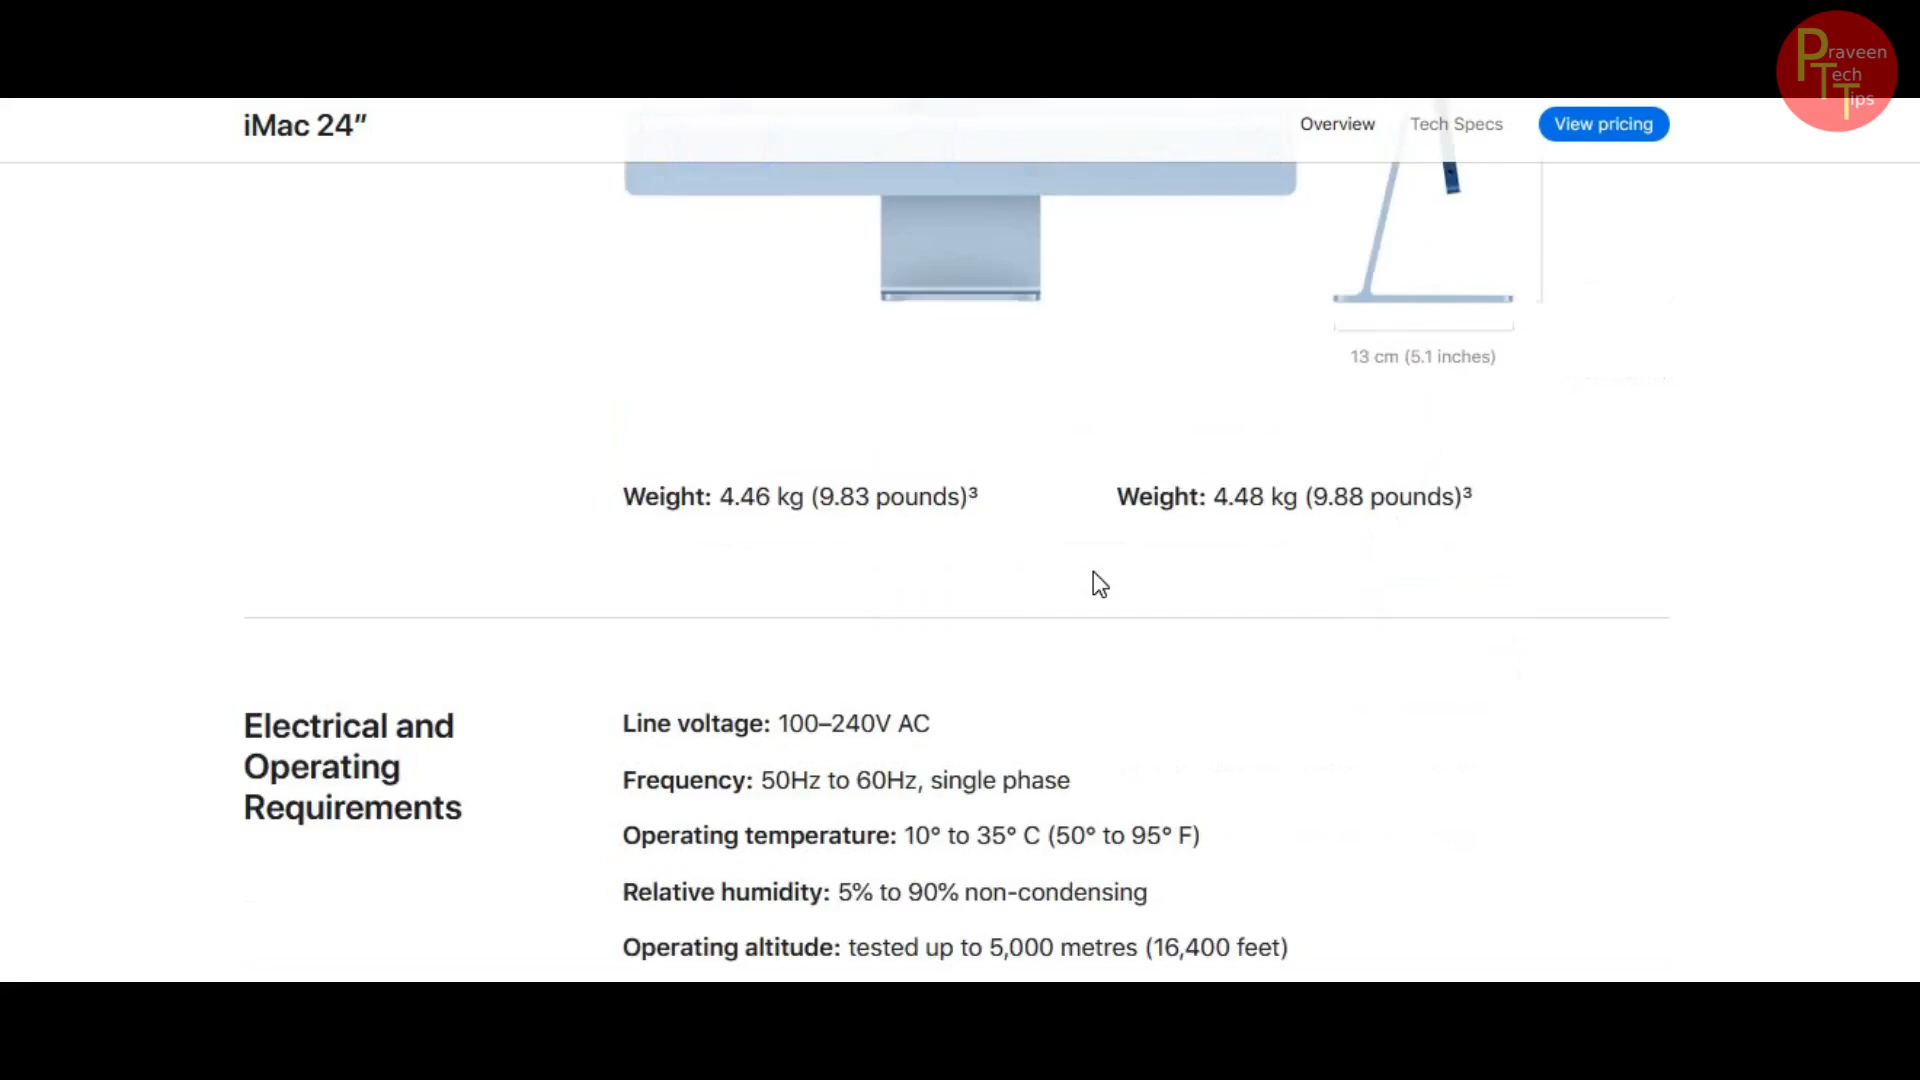 Praveen
Tech
Tips
iMac 24″
Overview
Tech Specs
View pricing
13 cm (5.1 inches)
Weight: 4.46 kg (9.83 pounds)³
Weight: 4.48 kg (9.88 pounds)³
Electrical and
Operating
Requirements
Line voltage: 100–240V AC
Frequency: 50Hz to 60Hz, single phase
Operating temperature: 10° to 35° C (50° to 95° F)
Relative humidity: 5% to 90% non-condensing
Operating altitude: tested up to 5,000 metres (16,400 feet)